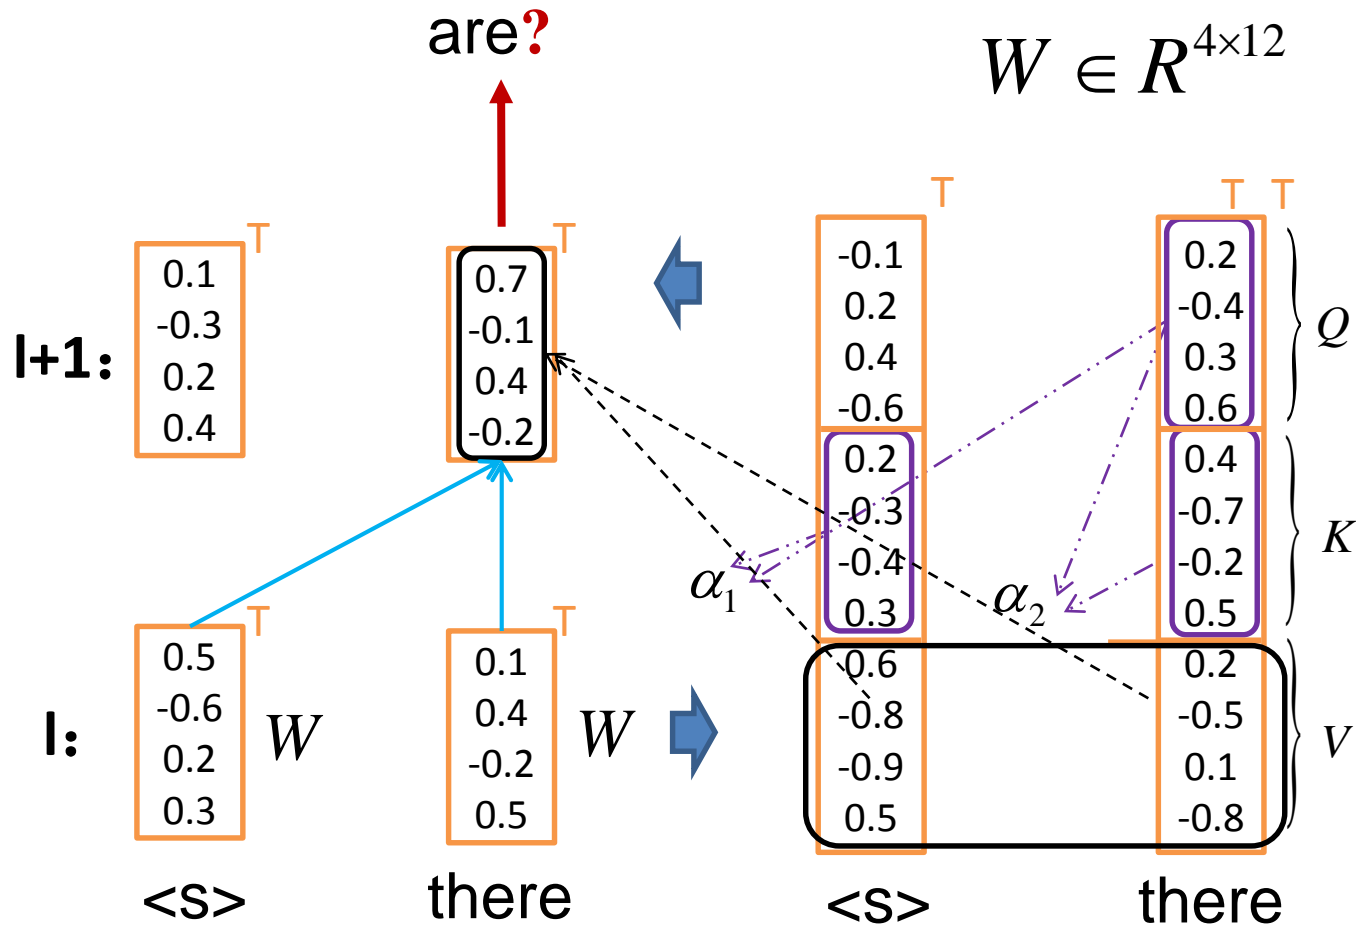 are?
W ∈ R^{4×12}
T T T T T
0.1 0.7 -0.1 0.2
-0.3 -0.1 0.2 -0.4
l+1: 0.2 0.4 0.4 0.3 Q
0.4 -0.2 -0.6 0.6
0.2 0.4
-0.3 -0.7
-0.4 -0.2 K
α₁ α₂
0.3 0.5
T T
0.5 0.1 0.6 0.2
-0.6 0.4 -0.8 -0.5
l: W W V
0.2 -0.2 -0.9 0.1
0.3 0.5 0.5 -0.8
<s> there <s> there